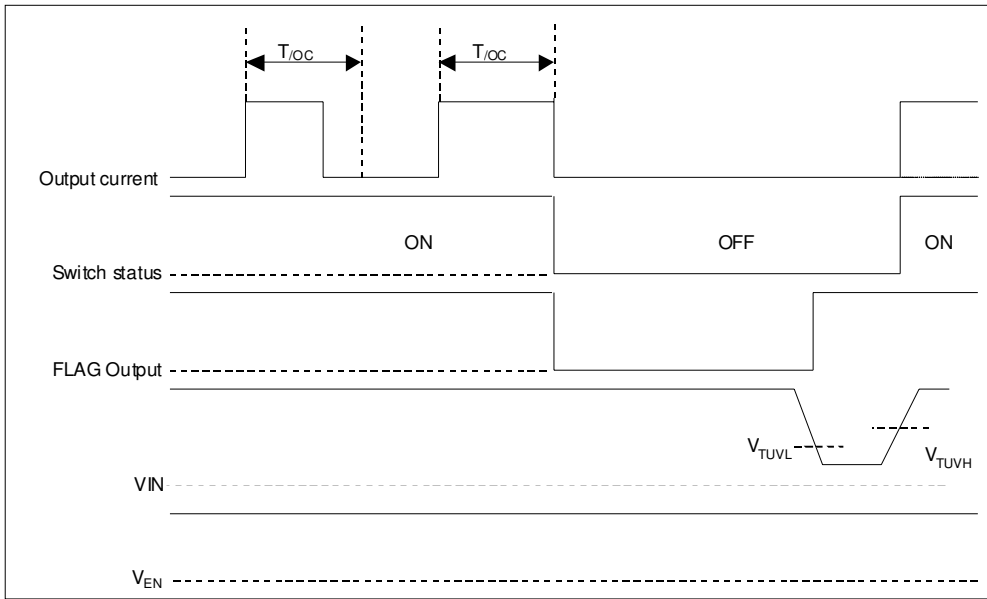 T/OC T/OC
Output current
ON OFF ON
Switch status
FLAG Output
VTUVL VTUVH
VIN
VEN